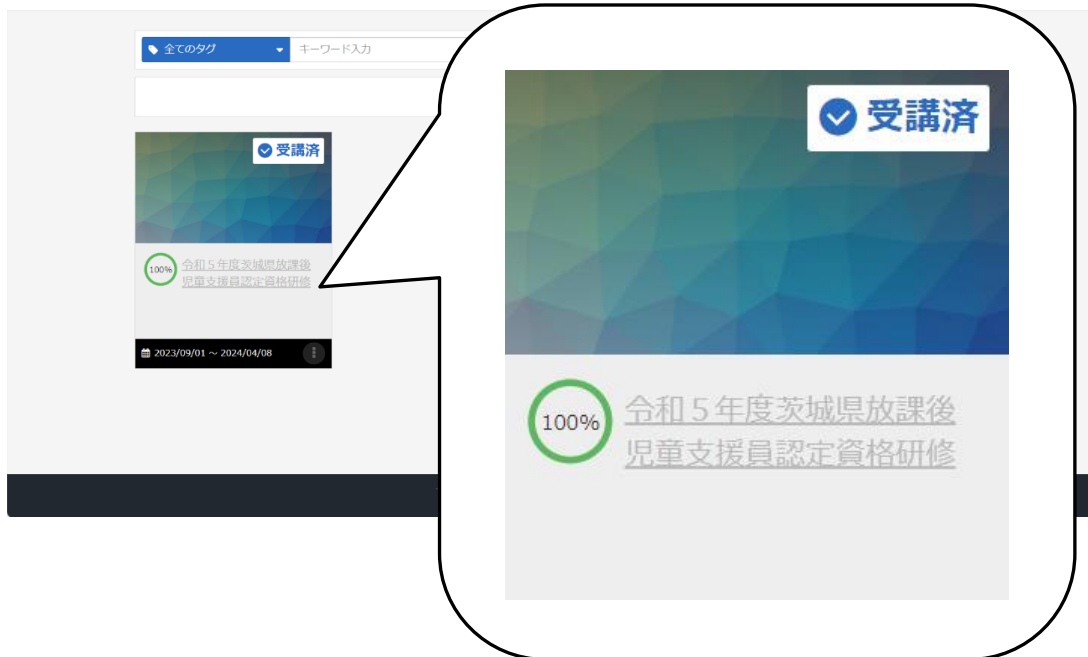 全てのタグ
キーワード入力
受講済
100%
令和５年度茨城県放課後
児童支援員認定資格研修
2023/09/01 ～ 2024/04/08
受講済
100%
令和５年度茨城県放課後
児童支援員認定資格研修